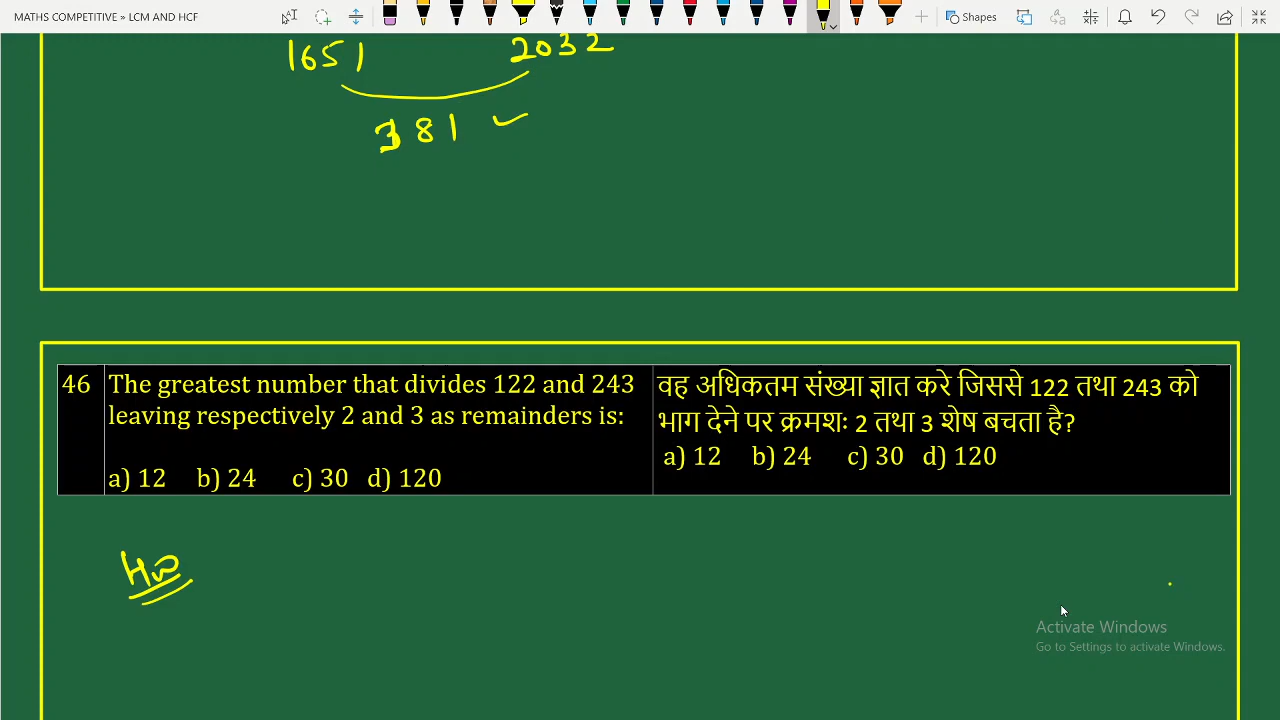 MATHS COMPETITIVE » LCM AND HCF
Shapes
1651 2032
381
46
The greatest number that divides 122 and 243
leaving respectively 2 and 3 as remainders is:
a) 12 b) 24 c) 30 d) 120
वह अधिकतम संख्या ज्ञात करे जिससे 122 तथा 243 को
भाग देने पर क्रमशः 2 तथा 3 शेष बचता है?
a) 12 b) 24 c) 30 d) 120
HW
Activate Windows
Go to Settings to activate Windows.